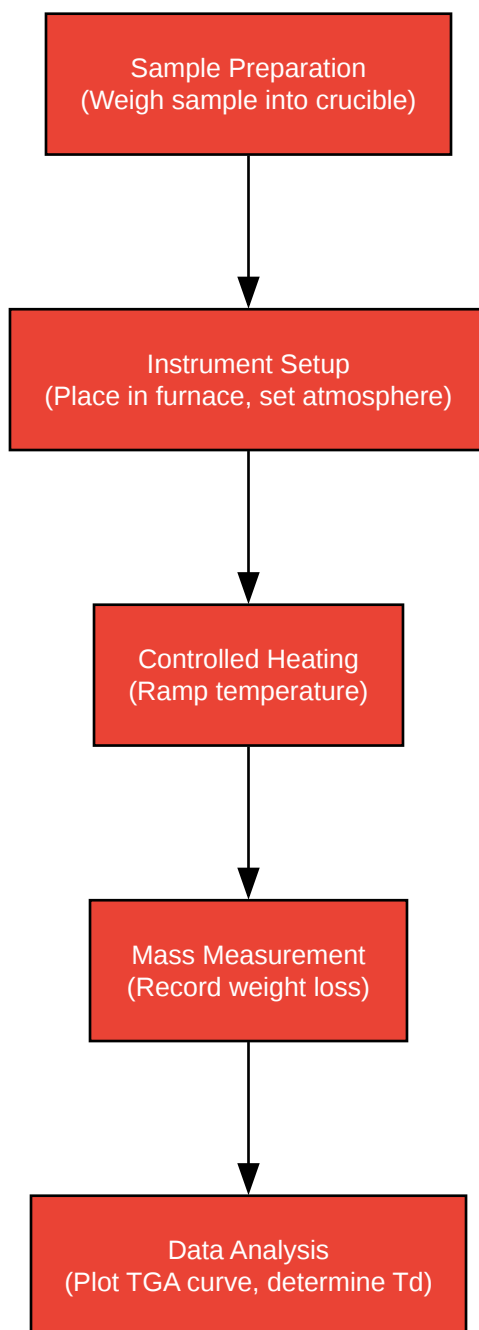 Sample Preparation
(Weigh sample into crucible)
Instrument Setup
(Place in furnace, set atmosphere)
Controlled Heating
(Ramp temperature)
Mass Measurement
(Record weight loss)
Data Analysis
(Plot TGA curve, determine Td)